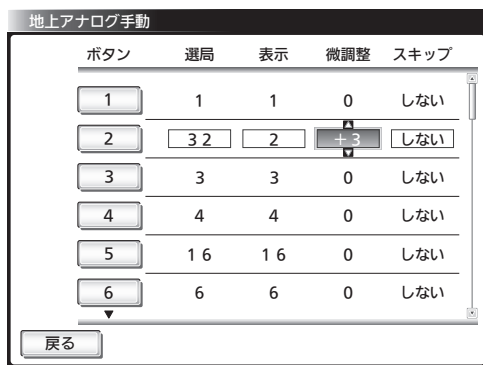 地上アナログ手動
ボタン 選局 表示 微調整 スキップ
1 1 1 0 しない
2 32 2 +3 しない
3 3 3 0 しない
4 4 4 0 しない
5 16 16 0 しない
6 6 6 0 しない
戻る